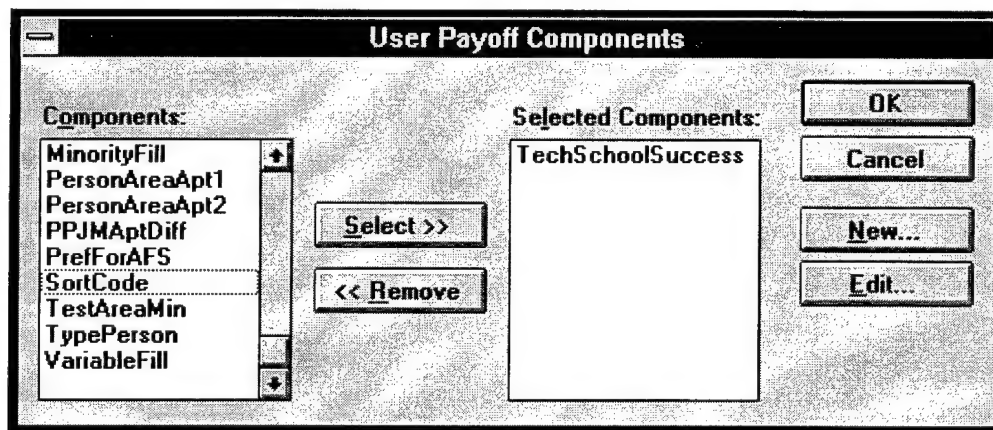 User Payoff Components
Components:
MinorityFill
PersonAreaApt1
PersonAreaApt2
PPJMAptDiff
PrefForAFS
SortCode
TestAreaMin
TypePerson
VariableFill
Select >>
<< Remove
Selected Components:
TechSchoolSuccess
OK
Cancel
New...
Edit...